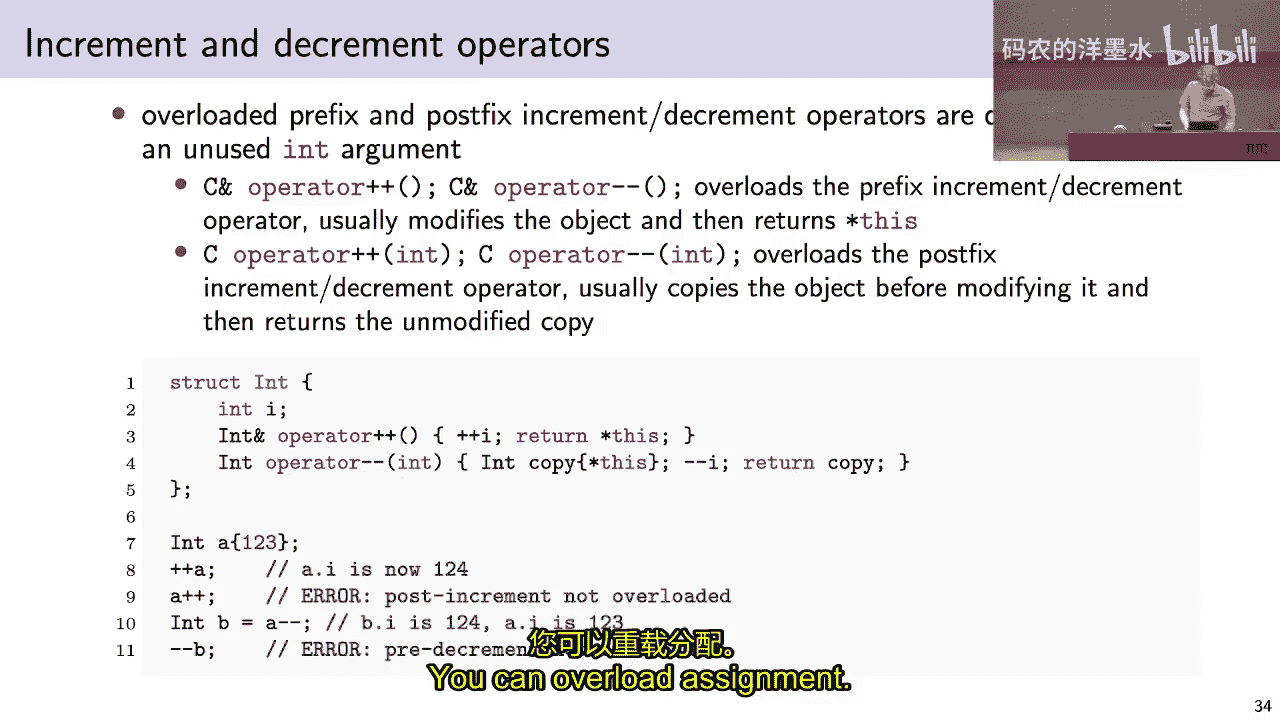 Increment and decrement operators
码农的洋墨水 bilibili
• overloaded prefix and postfix increment/decrement operators are
an unused int argument
• C& operator++(); C& operator--(); overloads the prefix increment/decrement
operator, usually modifies the object and then returns *this
• C operator++(int); C operator--(int); overloads the postfix
increment/decrement operator, usually copies the object before modifying it and
then returns the unmodified copy
1 struct Int {
2 int i;
3 Int& operator++() { ++i; return *this; }
4 Int operator--(int) { Int copy{*this}; --i; return copy; }
5 };
6
7 Int a{123};
8 ++a; // a.i is now 124
9 a++; // ERROR: post-increment not overloaded
10 Int b = a--; // b.i is 124, a.i is 123
11 --b; // ERROR: pre-decrement
您可以重载分配。
You can overload assignment.
34